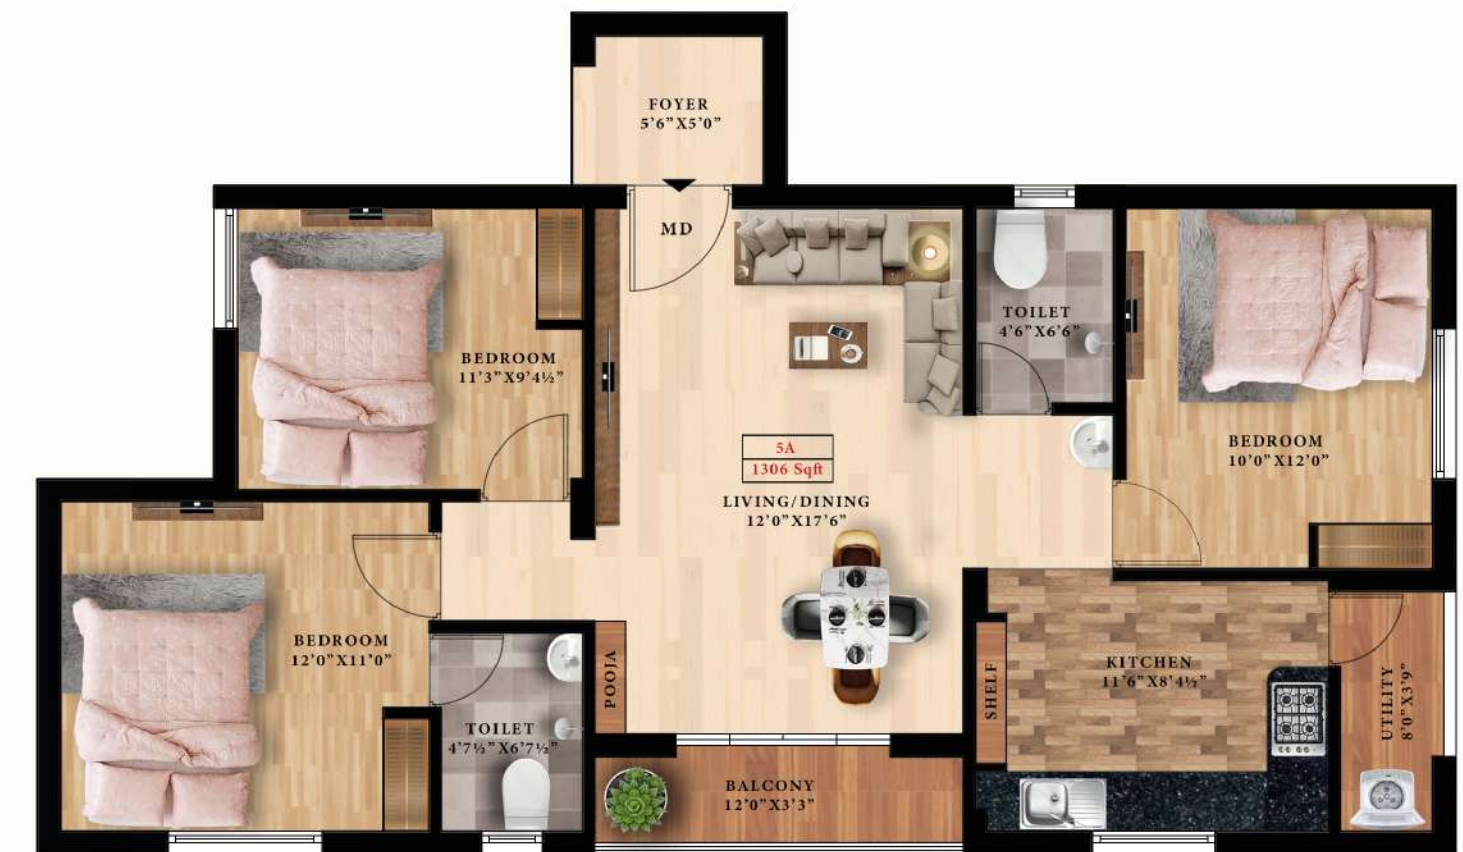 FOYER
5'6"X5'0"
MD
BEDROOM
11'3"X9'4½"
TOILET
4'6"X6'6"
BEDROOM
10'0"X12'0"
5A
1306 Sqft
LIVING/DINING
12'0"X17'6"
BEDROOM
12'0"X11'0"
TOILET
4'7½"X6'7½"
POOJA
SHELF
KITCHEN
11'6"X8'4½"
UTILITY
8'0"X3'9"
BALCONY
12'0"X3'3"